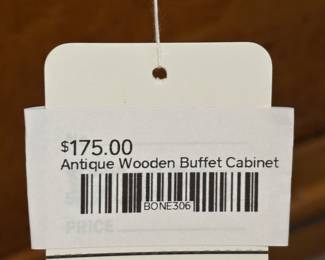 $175.00
Antique Wooden Buffet Cabinet
BONE306
PRICE